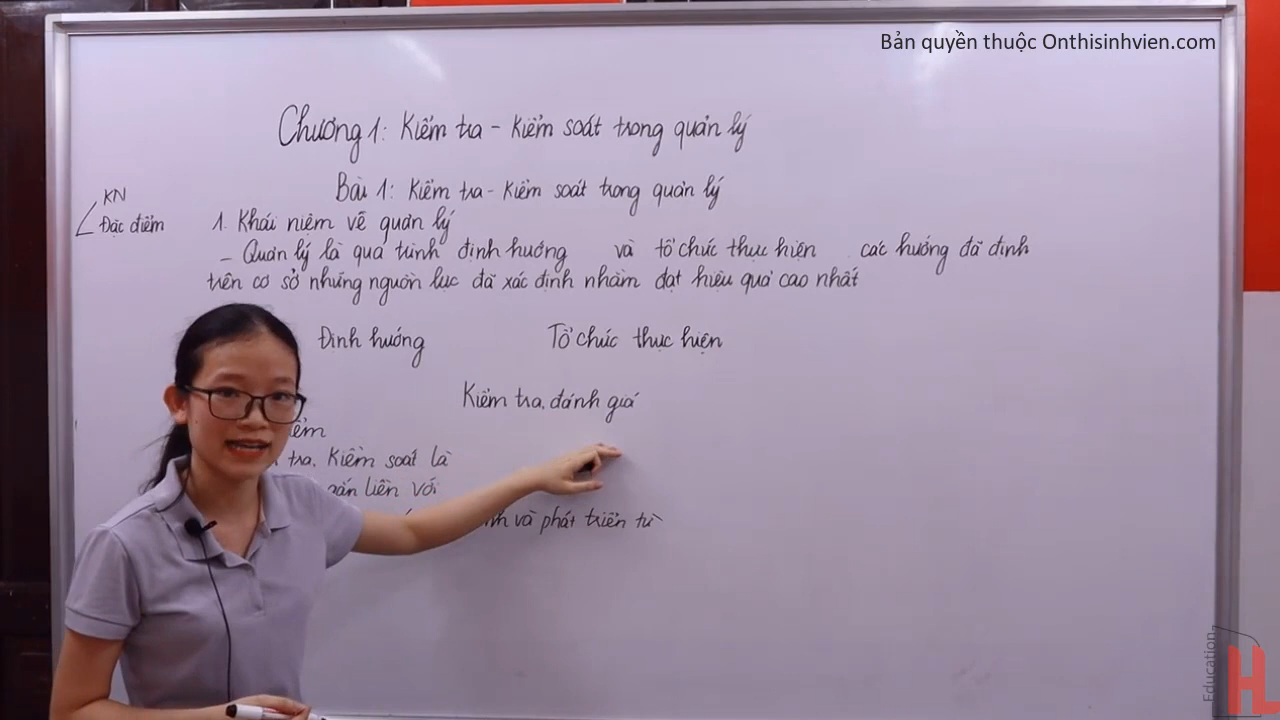 Bản quyền thuộc Onthisinhvien.com
Chương 1: Kiểm tra - Kiểm soát trong quản lý
Bài 1: Kiểm tra - Kiểm soát trong quản lý
KN
Đặc điểm
1. Khái niệm về quản lý
- Quản lý là quá trình định hướng và tổ chức thực hiện các hướng đã định
trên cơ sở những nguồn lực đã xác định nhằm đạt hiệu quả cao nhất
Định hướng Tổ chức thực hiện
Kiểm tra, đánh giá
tra, Kiểm soát là
gắn liền với
và phát triển từ
Education
HL